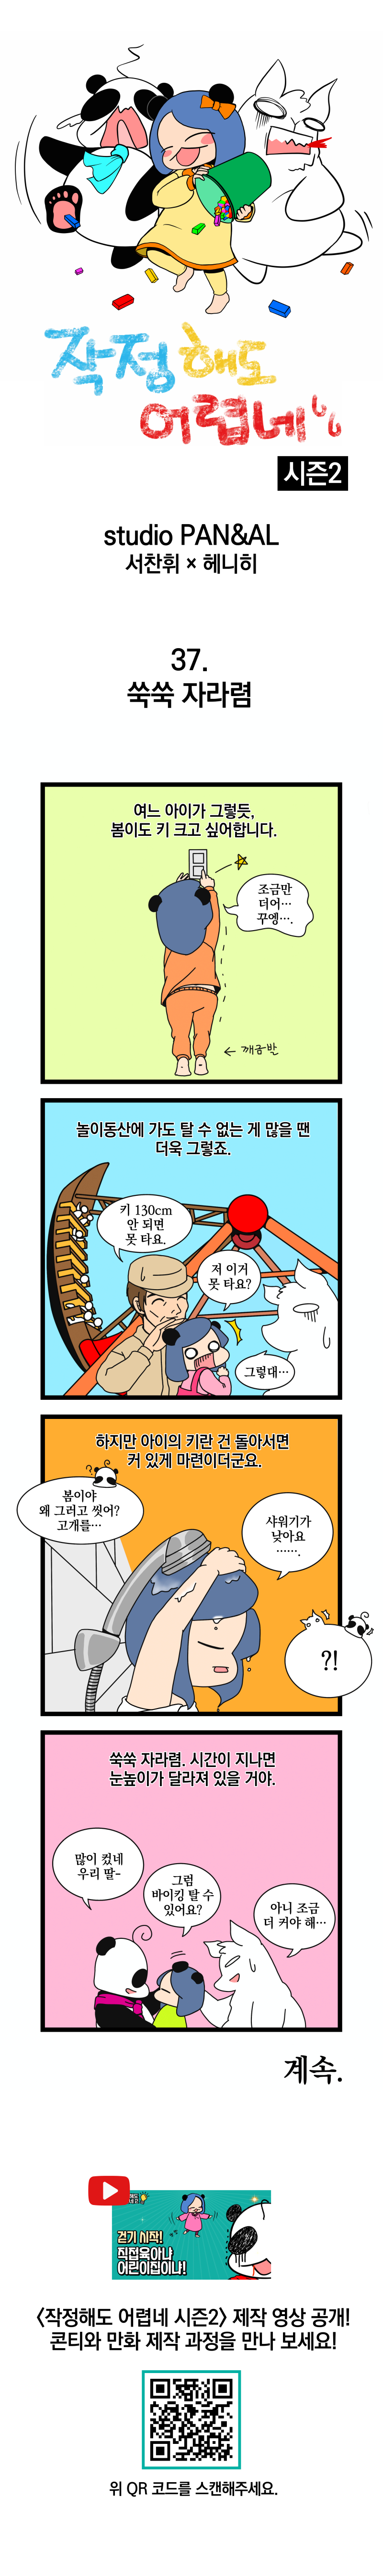 작정해도
어렵네
시즌2
studio PAN&AL
서찬휘 × 헤니히
37.
쑥쑥 자라렴
여느 아이가 그렇듯,
봄이도 키 크고 싶어합니다.
조금만
더어…
꾸엥….
← 깨금발
놀이동산에 가도 탈 수 없는 게 많을 땐
더욱 그렇죠.
키 130cm
안 되면
못 타요.
저 이거
못 타요?
그렇대…
하지만 아이의 키란 건 돌아서면
커 있게 마련이더군요.
봄이야
왜 그러고 씻어?
고개를…
샤워기가
낮아요
…….
?!
쑥쑥 자라렴. 시간이 지나면
눈높이가 달라져 있을 거야.
많이 컸네
우리 딸-
그럼
바이킹 탈 수
있어요?
아니 조금
더 커야 해…
계속.
걷기 시작!
직접육아냐
어린이집이냐!
<작정해도 어렵네 시즌2> 제작 영상 공개!
콘티와 만화 제작 과정을 만나 보세요!
위 QR 코드를 스캔해주세요.